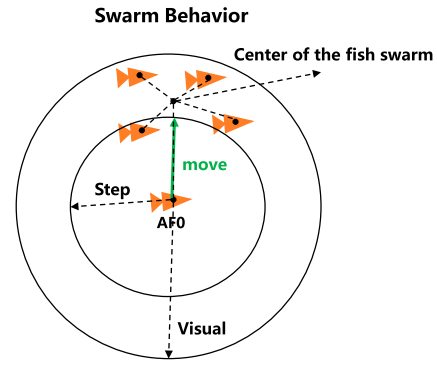 Swarm Behavior
Center of the fish swarm
move
Step
AF0
Visual